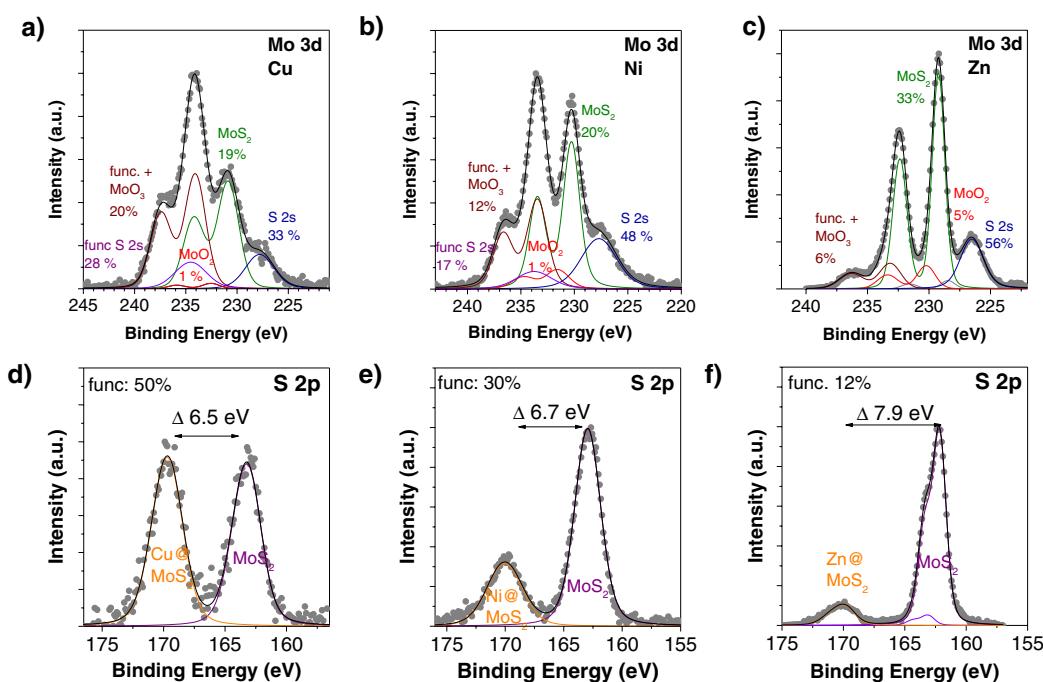 a)
Mo 3d
Cu
MoS2
19%
func. +
MoO3
20%
func S 2s
28 %
MoO2
1 %
S 2s
33 %
Intensity (a.u.)
245 240 235 230 225
Binding Energy (eV)
b)
Mo 3d
Ni
MoS2
20%
func. +
MoO3
12%
func S 2s
17 %
MoO2
1 %
S 2s
48 %
Intensity (a.u.)
240 235 230 225 220
Binding Energy (eV)
c)
Mo 3d
Zn
MoS2
33%
MoO2
5%
func. +
MoO3
6%
S 2s
56%
Intensity (a.u.)
240 235 230 225
Binding Energy (eV)
d)
func: 50%
S 2p
Δ 6.5 eV
Cu@
MoS2
MoS2
Intensity (a.u.)
175 170 165 160
Binding Energy (eV)
e)
func: 30%
S 2p
Δ 6.7 eV
Ni@
MoS2
MoS2
Intensity (a.u.)
175 170 165 160 155
Binding Energy (eV)
f)
func. 12%
S 2p
Δ 7.9 eV
Zn@
MoS2
MoS2
Intensity (a.u.)
175 170 165 160 155
Binding Energy (eV)